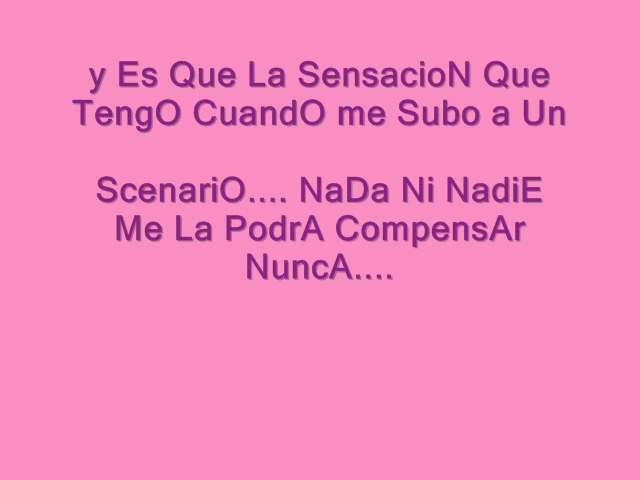 y Es Que La SensacioN Que
TengO CuandO me Subo a Un
ScenariO.... NaDa Ni NadiE
Me La PodrA CompensAr
NuncA....